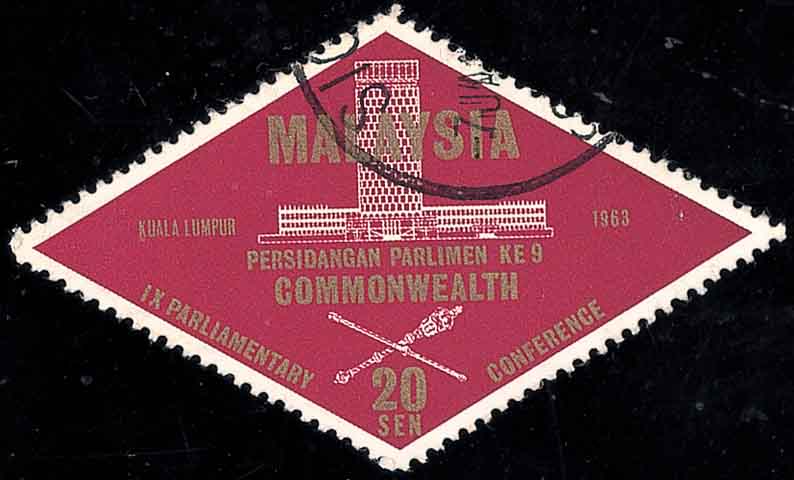 MALAYSIA
KUALA LUMPUR
1963
PERSIDANGAN PARLIMEN KE 9
COMMONWEALTH
IX PARLIAMENTARY
CONFERENCE
20
SEN